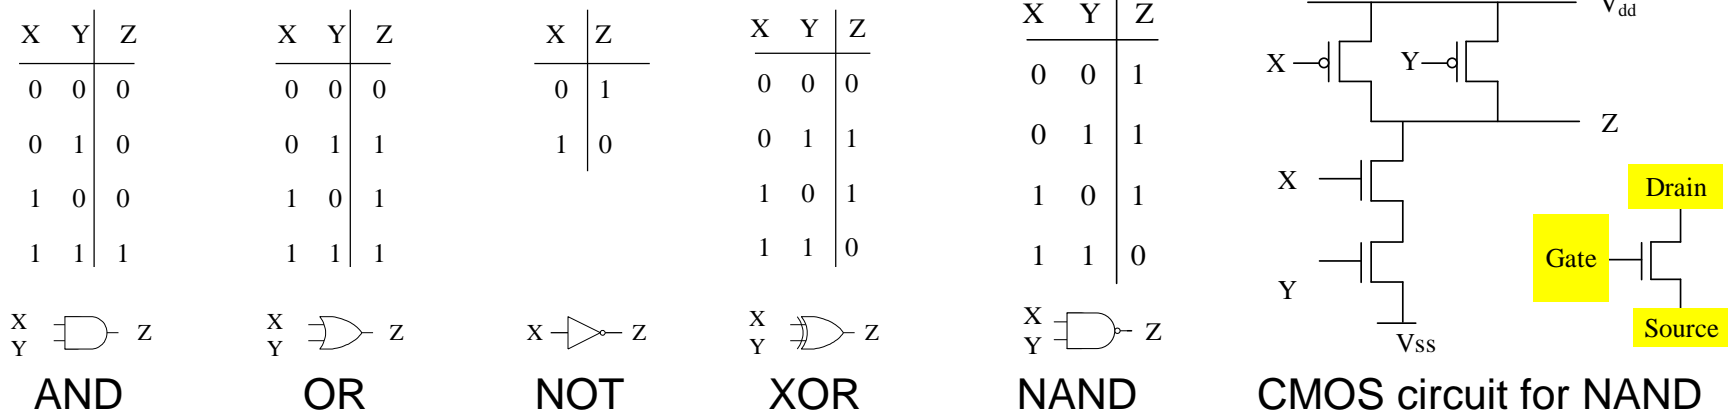 X Y Z
0 0 0
0 1 0
1 0 0
1 1 1
X
Y
Z
AND
X Y Z
0 0 0
0 1 1
1 0 1
1 1 1
X
Y
Z
OR
X Z
0 1
1 0
X Z
NOT
X Y Z
0 0 0
0 1 1
1 0 1
1 1 0
X
Y
Z
XOR
X Y Z
0 0 1
0 1 1
1 0 1
1 1 0
X
Y
Z
NAND
Vdd
X Y
Z
X
Y
Vss
Drain
Gate
Source
CMOS circuit for NAND